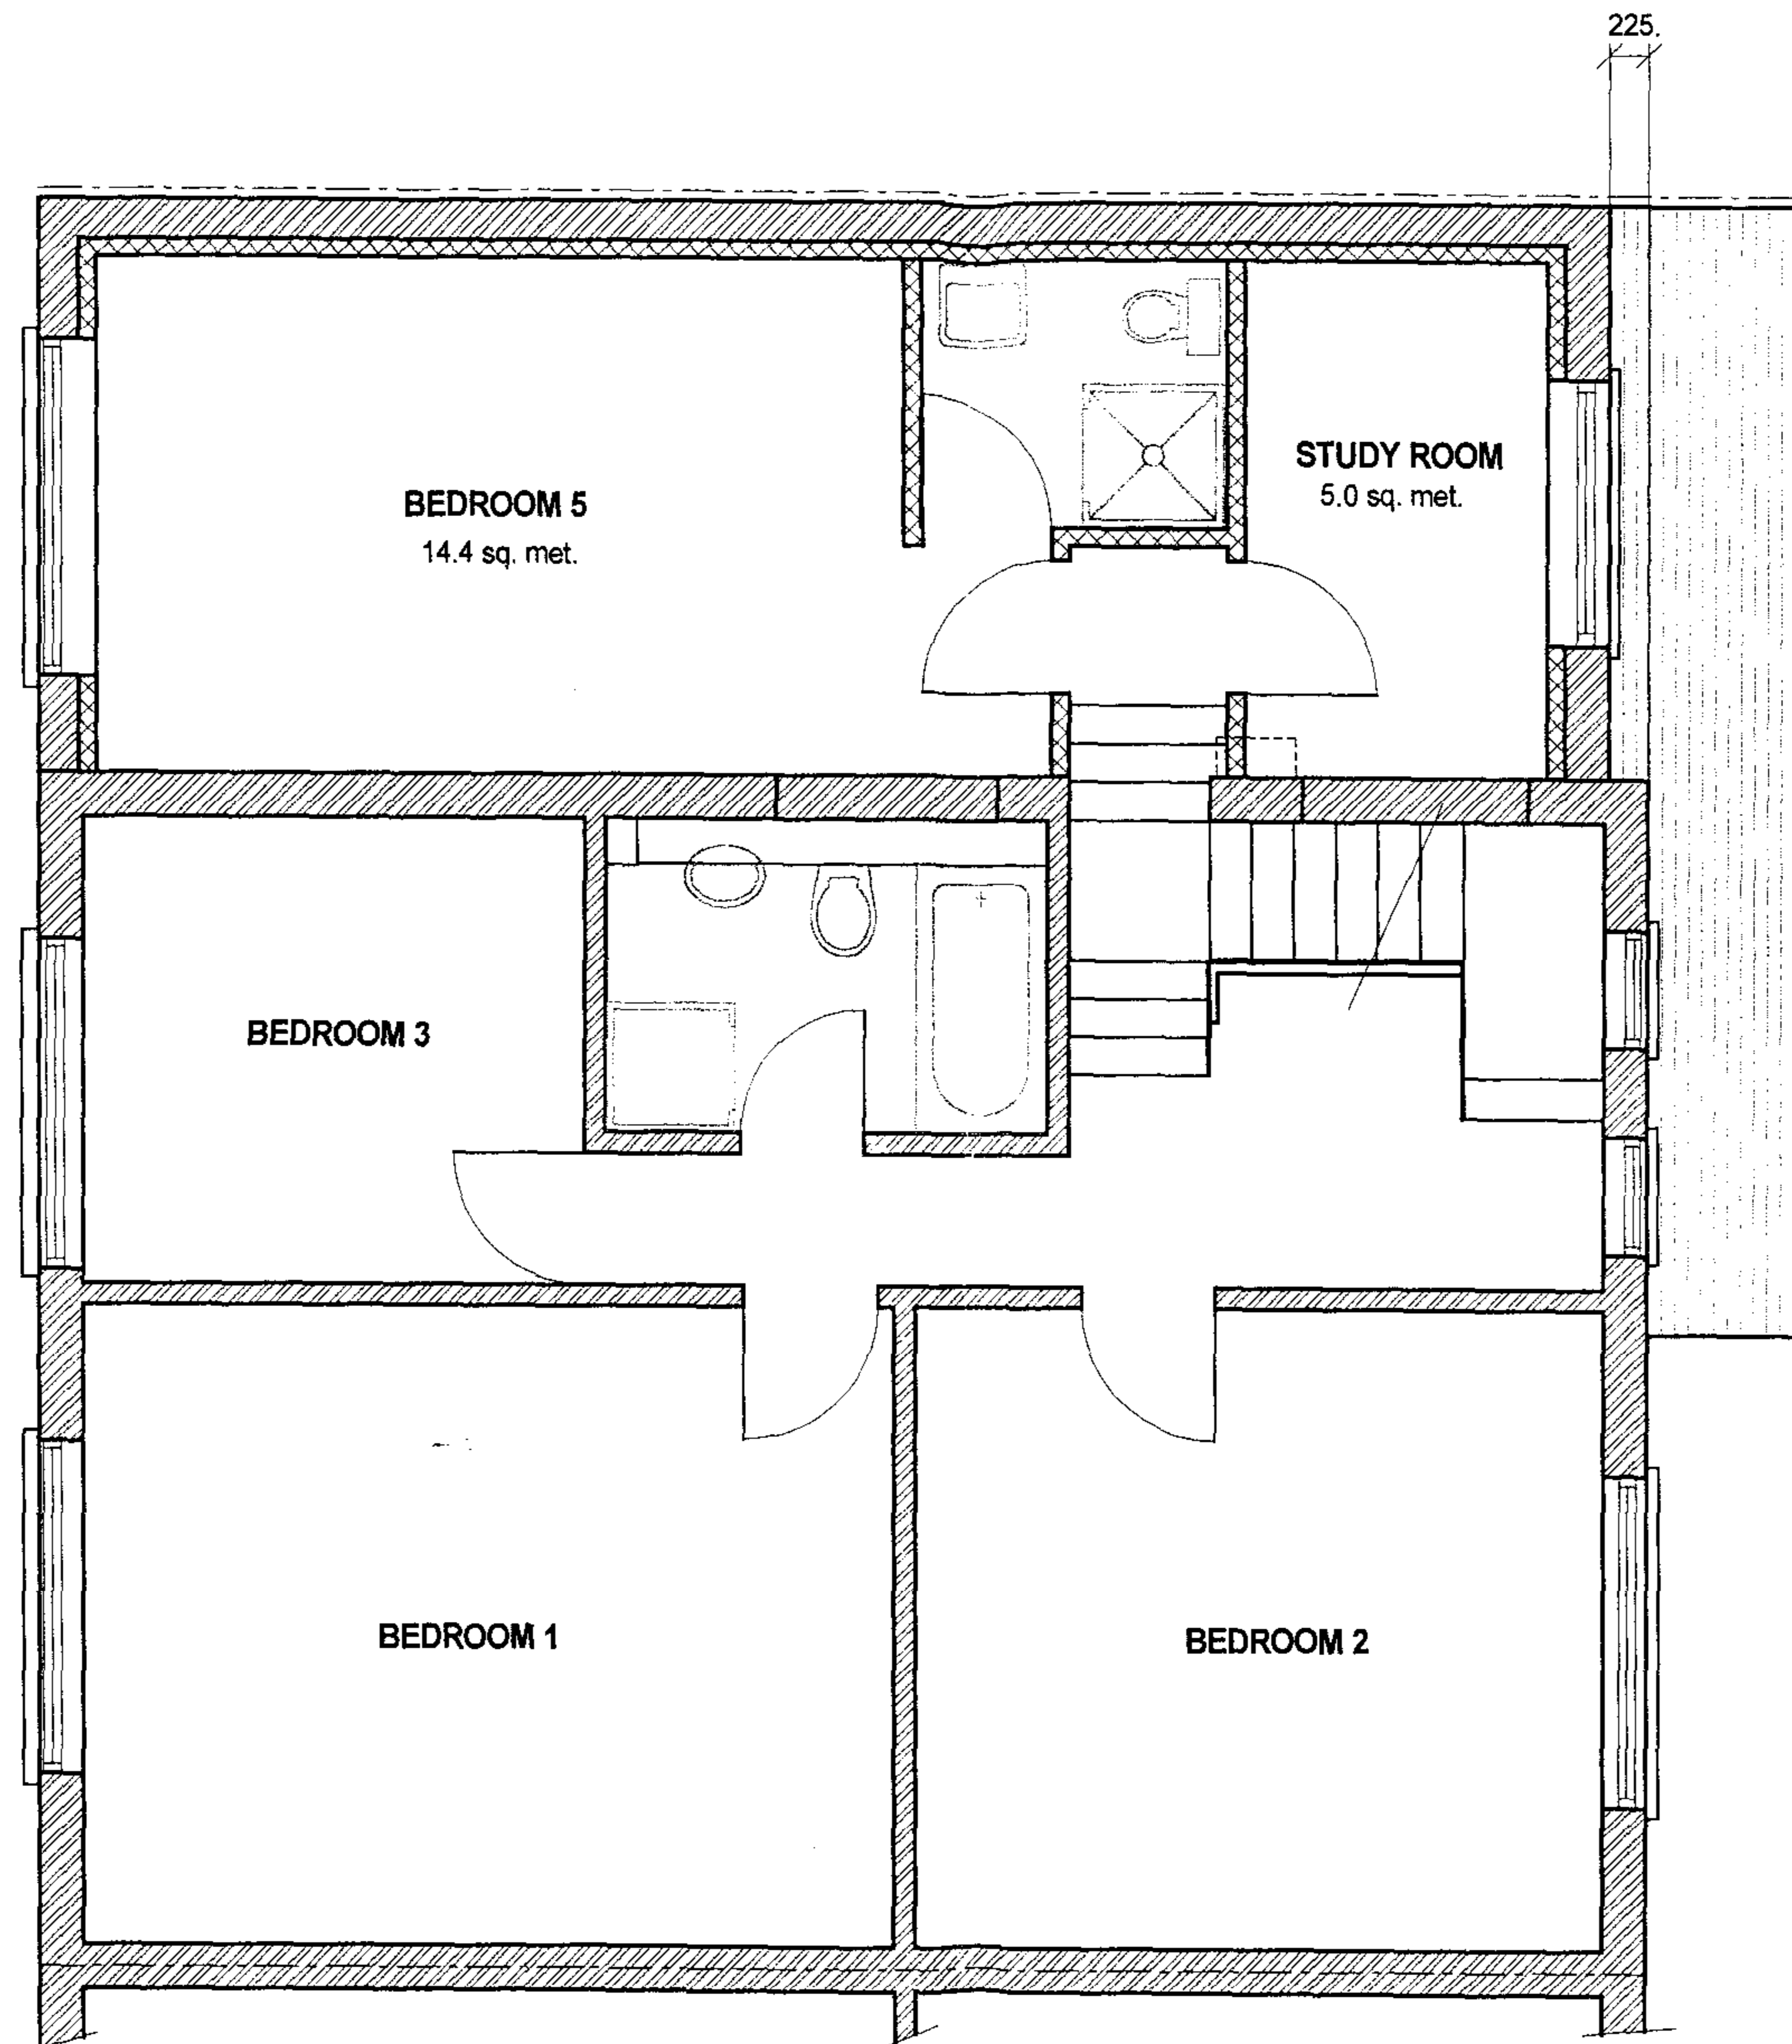 225.
BEDROOM 5
14.4 sq. met.
STUDY ROOM
5.0 sq. met.
BEDROOM 3
BEDROOM 1
BEDROOM 2